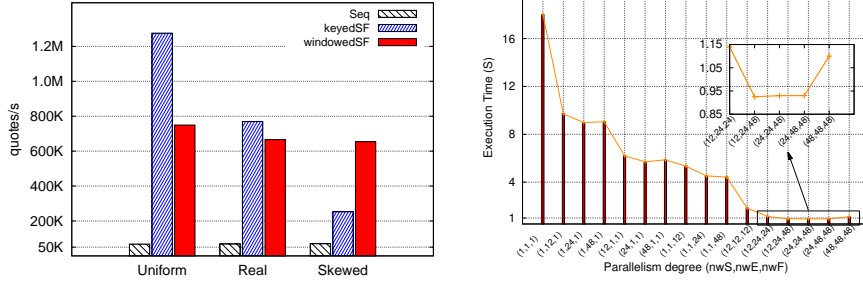 Seq
keyedSF
windowedSF
1.2M
1M
800K
600K
400K
200K
50K
quotes/s
Uniform Real Skewed
16
12
8
4
1
Execution Time (S)
1.15
1.05
0.95
0.85
(12,24,24)
(12,24,48)
(24,24,48)
(24,48,48)
(48,48,48)
(1,1,1)
(1,12,1)
(1,24,1)
(1,48,1)
(12,1,1)
(24,1,1)
(48,1,1)
(1,1,12)
(1,1,24)
(1,1,48)
(12,12,12)
(12,24,24)
(12,24,48)
(24,24,48)
(24,48,48)
(48,48,48)
Parallelism degree (nwS,nwE,nwF)